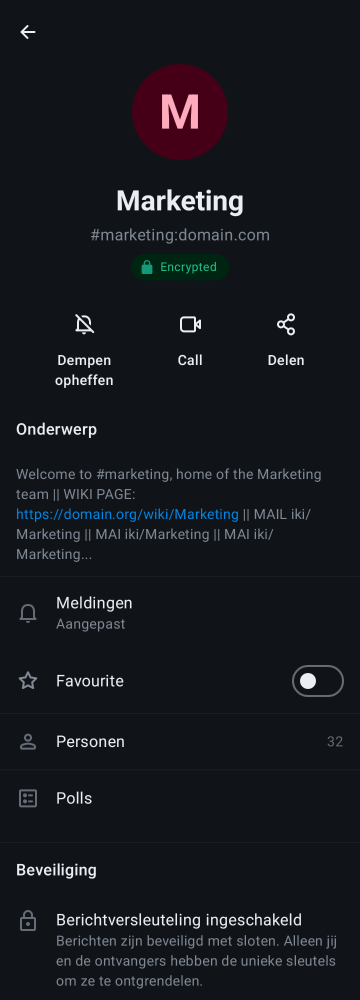 M
Marketing
#marketing:domain.com
Encrypted
Dempen
opheffen
Call
Delen
Onderwerp
Welcome to #marketing, home of the Marketing
team || WIKI PAGE:
https://domain.org/wiki/Marketing || MAIL iki/
Marketing || MAI iki/Marketing || MAI iki/
Marketing...
Meldingen
Aangepast
Favourite
Personen 32
Polls
Beveiliging
Berichtversleuteling ingeschakeld
Berichten zijn beveiligd met sloten. Alleen jij
en de ontvangers hebben de unieke sleutels
om ze te ontgrendelen.